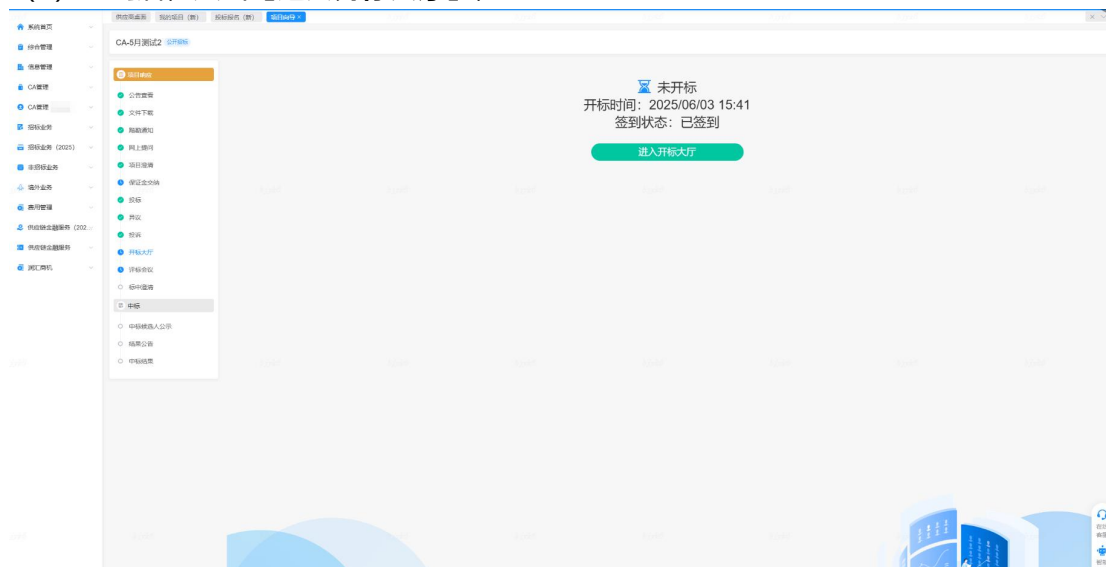 供应商桌面 我的项目（新） 投标报名（新） 项目向导 ×
系统首页
综合管理
信息管理
CA管理
CA管理
招标业务
招标业务（2025）
非招标业务
境外业务
费用管理
供应链金融服务（202...
供应链金融服务
润汇商机
CA-5月测试2 公开招标
项目响应
公告查看
文件下载
踏勘通知
网上提问
项目澄清
保证金交纳
投标
异议
投诉
开标大厅
评标会议
标中澄清
中标
中标候选人公示
结果公告
中标结果
未开标
开标时间：2025/06/03 15:41
签到状态：已签到
进入开标大厅